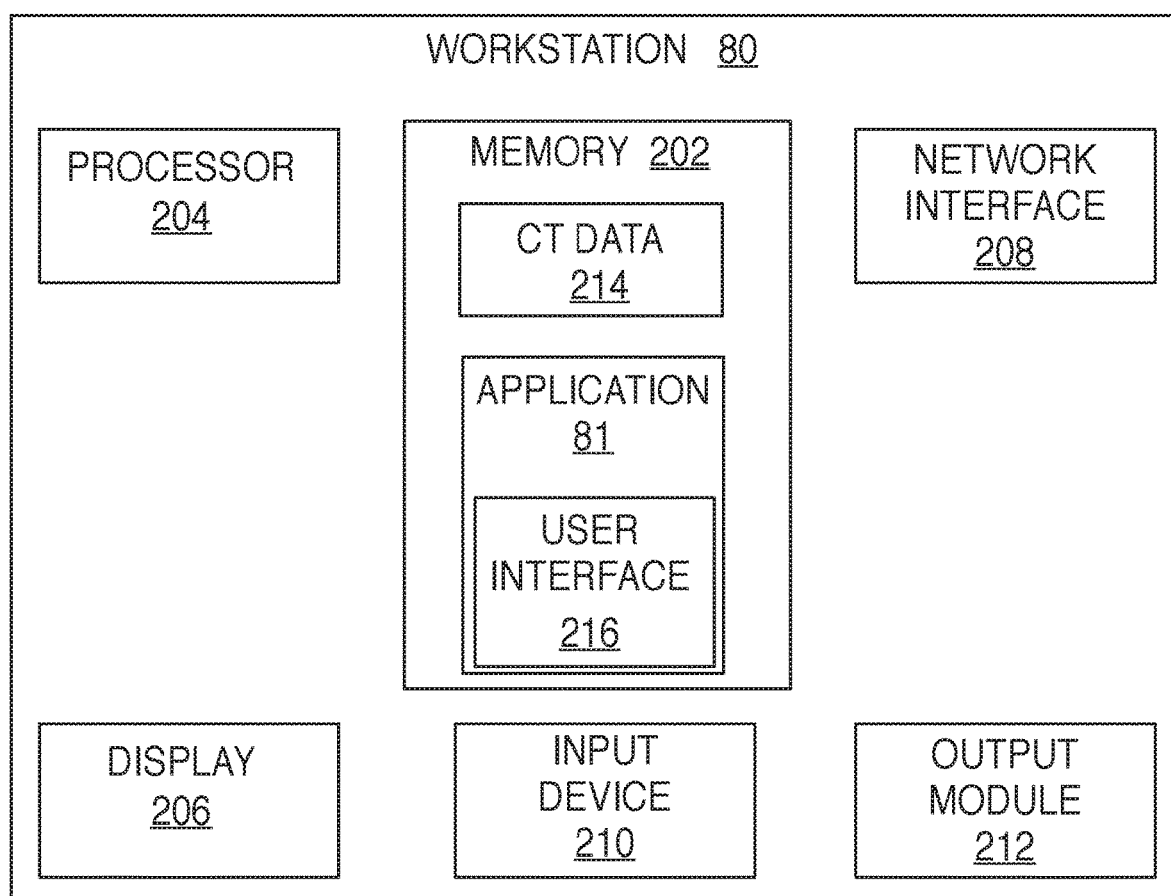 WORKSTATION 80
PROCESSOR
204
MEMORY 202
CT DATA
214
APPLICATION
81
USER
INTERFACE
216
NETWORK
INTERFACE
208
DISPLAY
206
INPUT
DEVICE
210
OUTPUT
MODULE
212